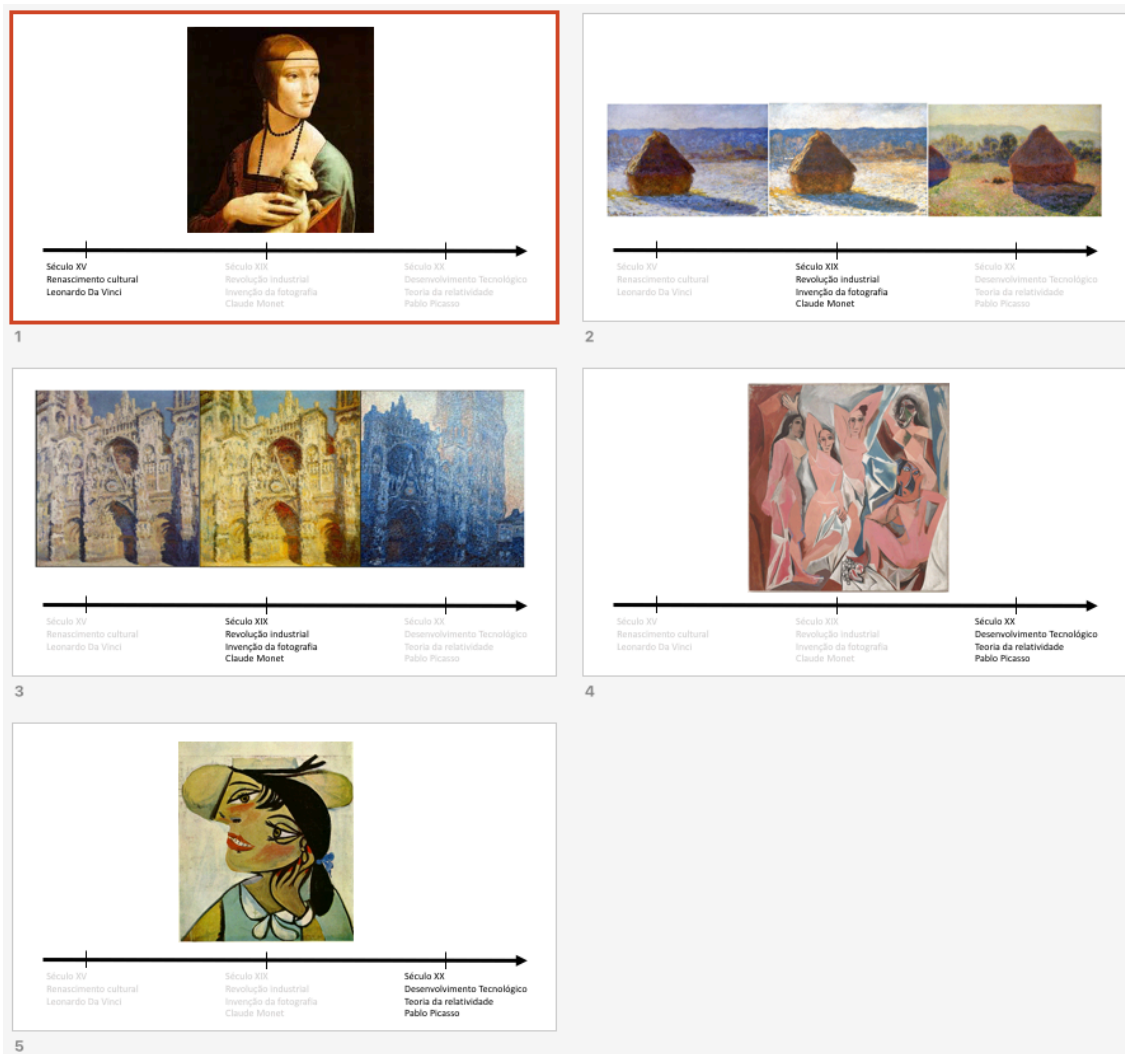 Século XV
Renascimento cultural
Leonardo Da Vinci
Século XIX
Revolução industrial
Invenção da fotografia
Claude Monet
Século XX
Desenvolvimento Tecnológico
Teoria da relatividade
Pablo Picasso
1
Século XV
Renascimento cultural
Leonardo Da Vinci
Século XIX
Revolução industrial
Invenção da fotografia
Claude Monet
Século XX
Desenvolvimento Tecnológico
Teoria da relatividade
Pablo Picasso
2
Século XV
Renascimento cultural
Leonardo Da Vinci
Século XIX
Revolução industrial
Invenção da fotografia
Claude Monet
Século XX
Desenvolvimento Tecnológico
Teoria da relatividade
Pablo Picasso
3
Século XV
Renascimento cultural
Leonardo Da Vinci
Século XIX
Revolução industrial
Invenção da fotografia
Claude Monet
Século XX
Desenvolvimento Tecnológico
Teoria da relatividade
Pablo Picasso
4
Século XV
Renascimento cultural
Leonardo Da Vinci
Século XIX
Revolução industrial
Invenção da fotografia
Claude Monet
Século XX
Desenvolvimento Tecnológico
Teoria da relatividade
Pablo Picasso
5